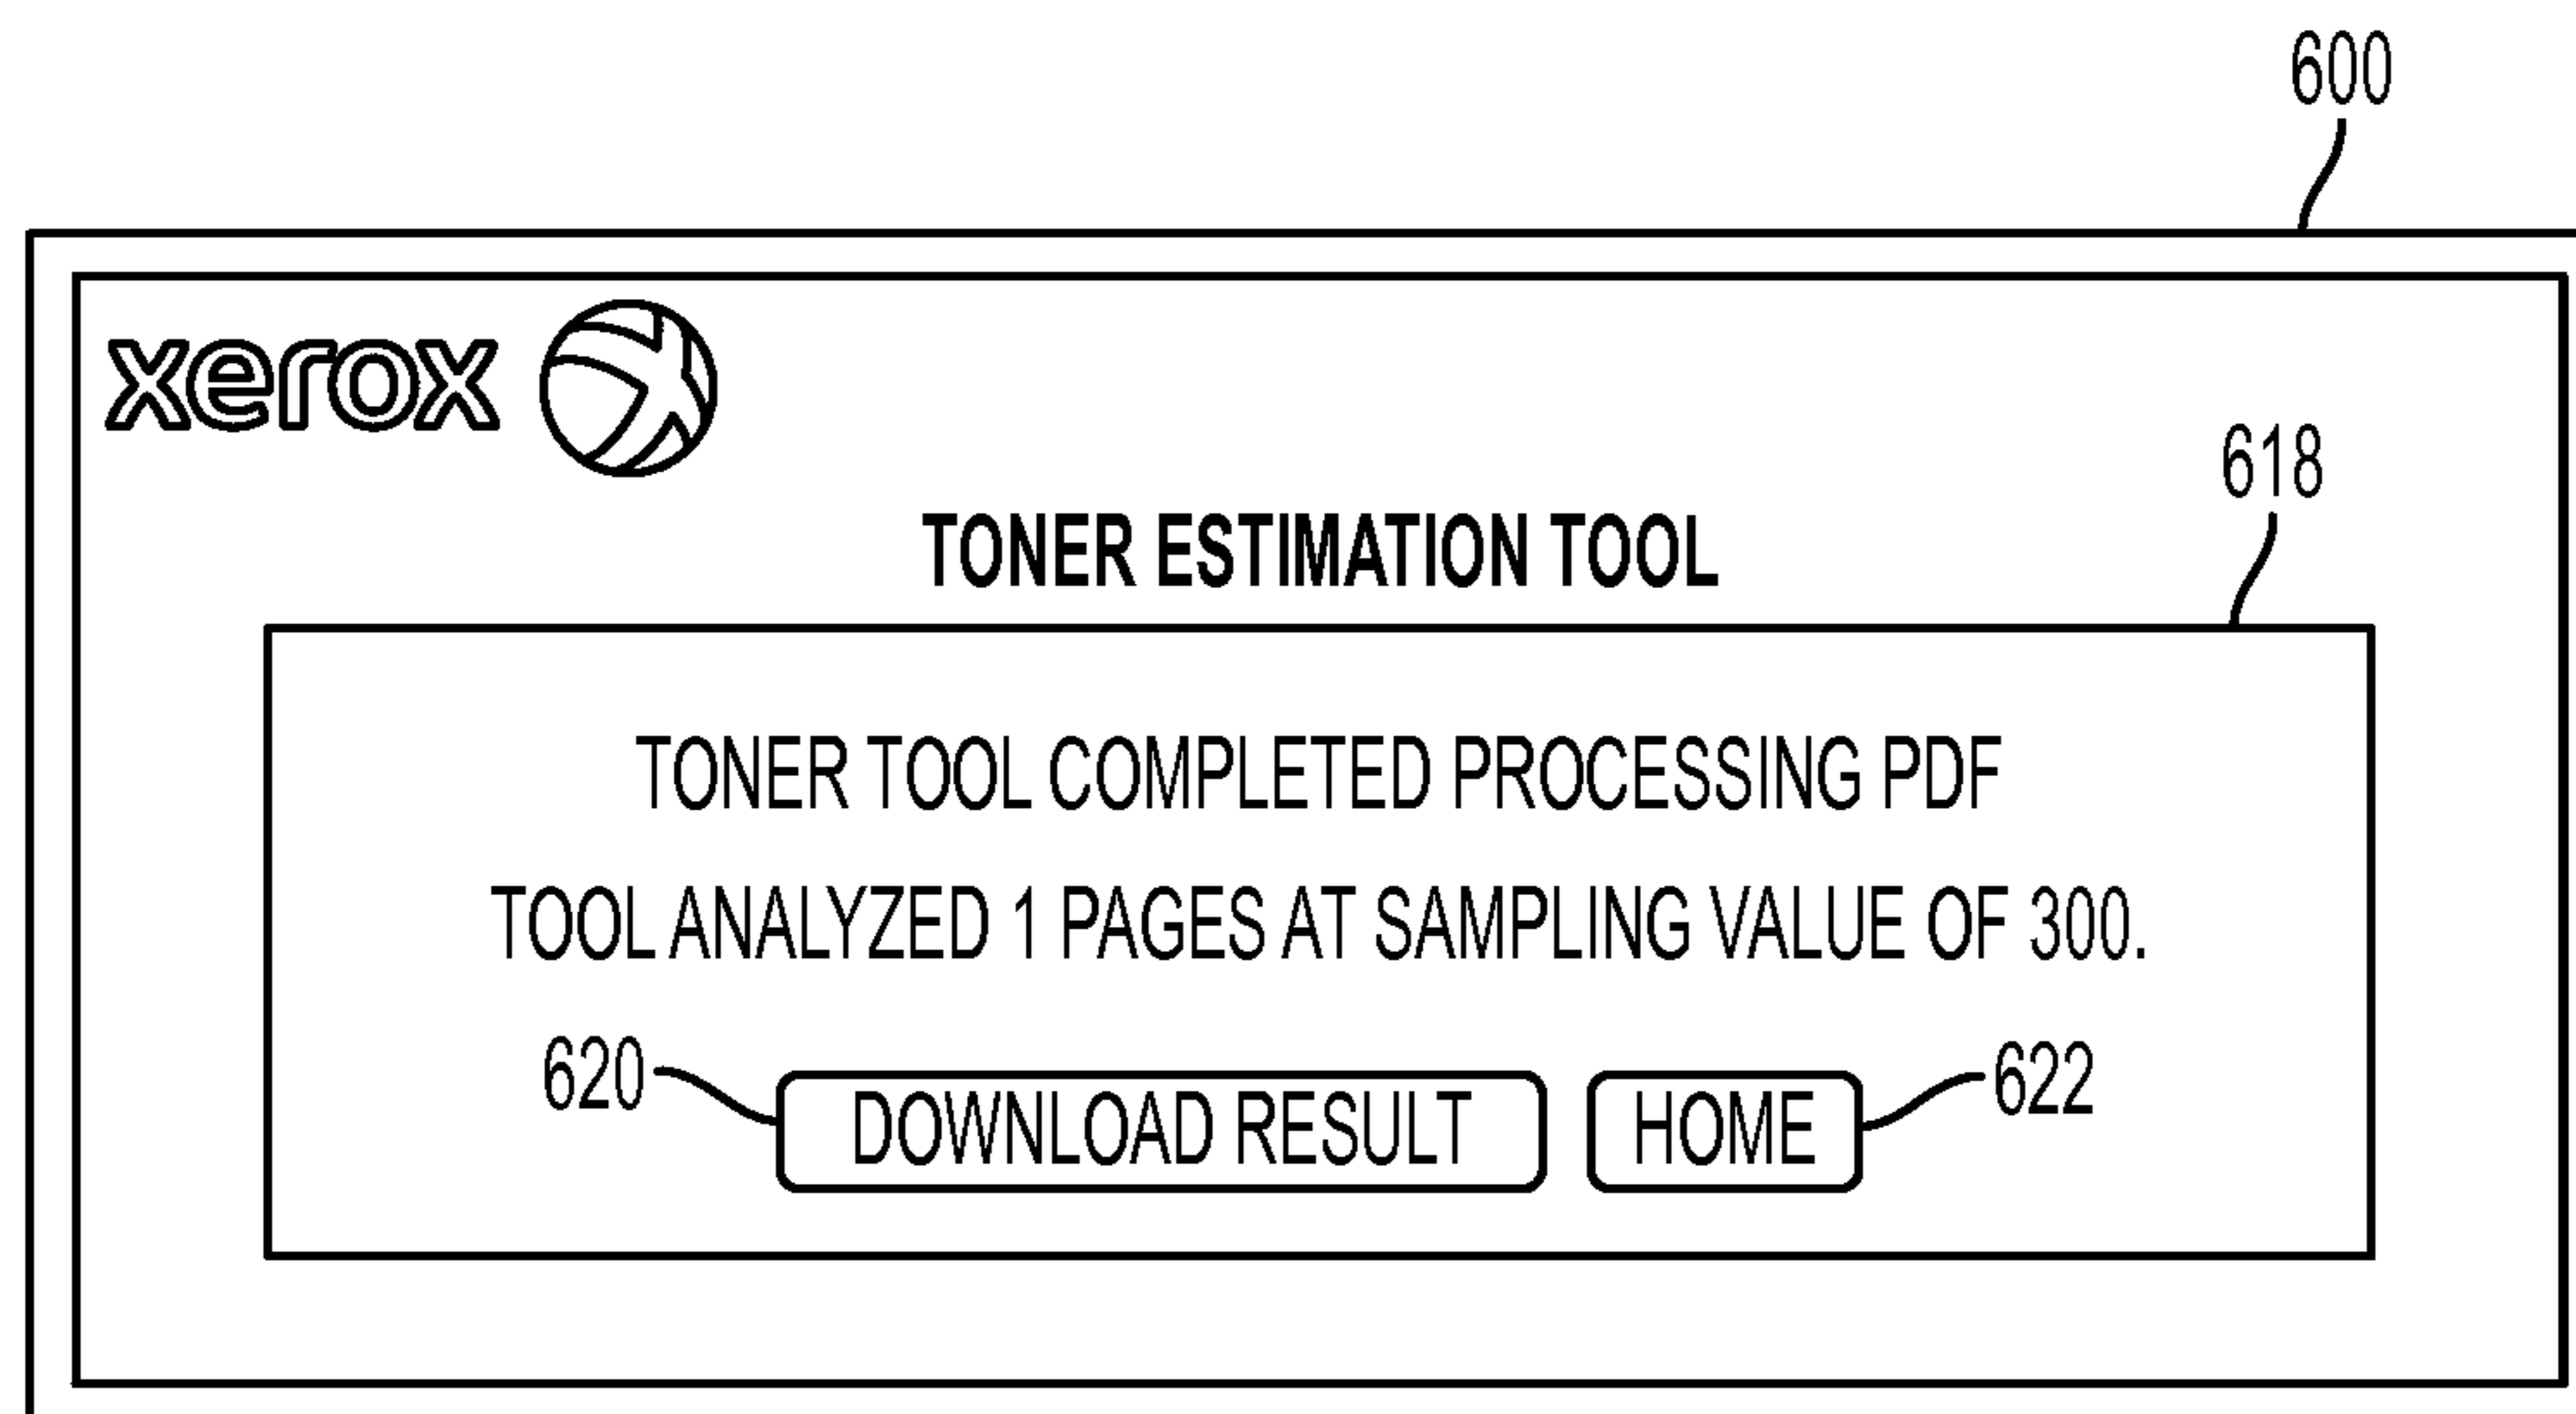 600
xerox
618
TONER ESTIMATION TOOL
TONER TOOL COMPLETED PROCESSING PDF
TOOL ANALYZED 1 PAGES AT SAMPLING VALUE OF 300.
620 DOWNLOAD RESULT HOME 622